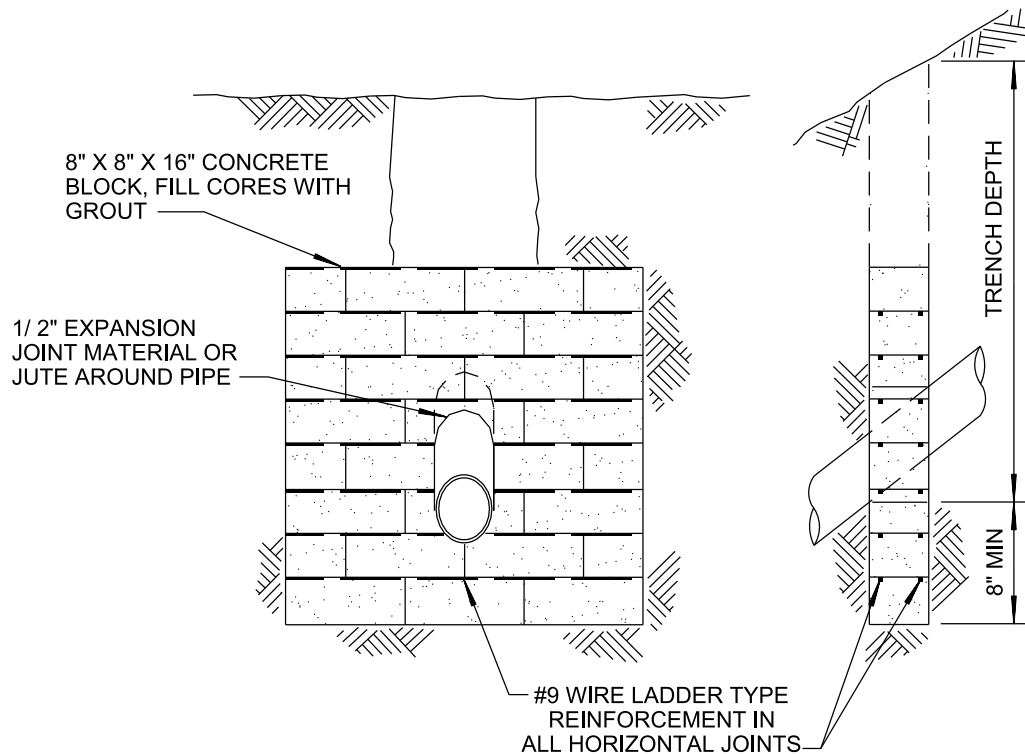 8" X 8" X 16" CONCRETE
BLOCK, FILL CORES WITH
GROUT
1/ 2" EXPANSION
JOINT MATERIAL OR
JUTE AROUND PIPE
TRENCH DEPTH
8" MIN
#9 WIRE LADDER TYPE
REINFORCEMENT IN
ALL HORIZONTAL JOINTS